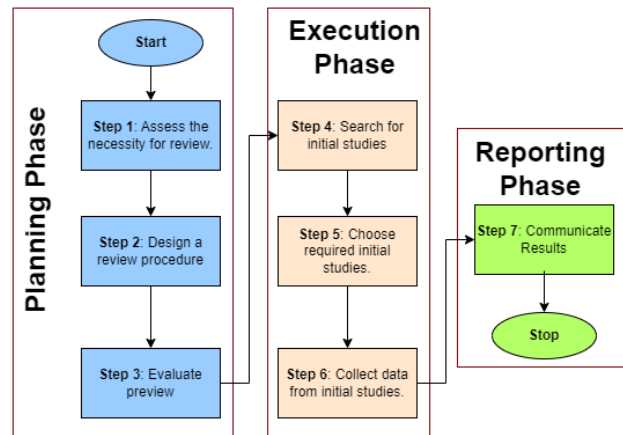 Planning Phase
Start
Step 1: Assess the
necessity for review.
Step 2: Design a
review procedure
Step 3: Evaluate
preview
Execution
Phase
Step 4: Search for
initial studies
Step 5: Choose
required initial
studies.
Step 6: Collect data
from initial studies.
Reporting
Phase
Step 7: Communicate
Results
Stop